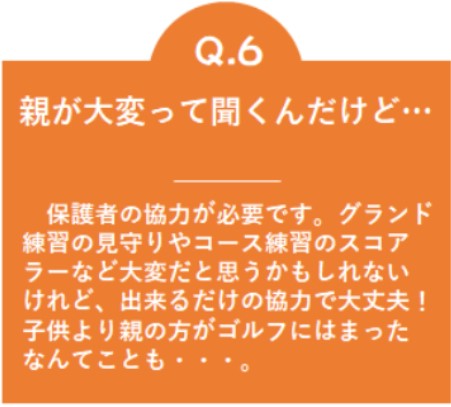 Q.6
親が大変って聞くんだけど…
保護者の協力が必要です。グランド
練習の見守りやコース練習のスコア
ラーなど大変だと思うかもしれない
けれど、出来るだけの協力で大丈夫！
子供より親の方がゴルフにはまった
なんてことも・・・。